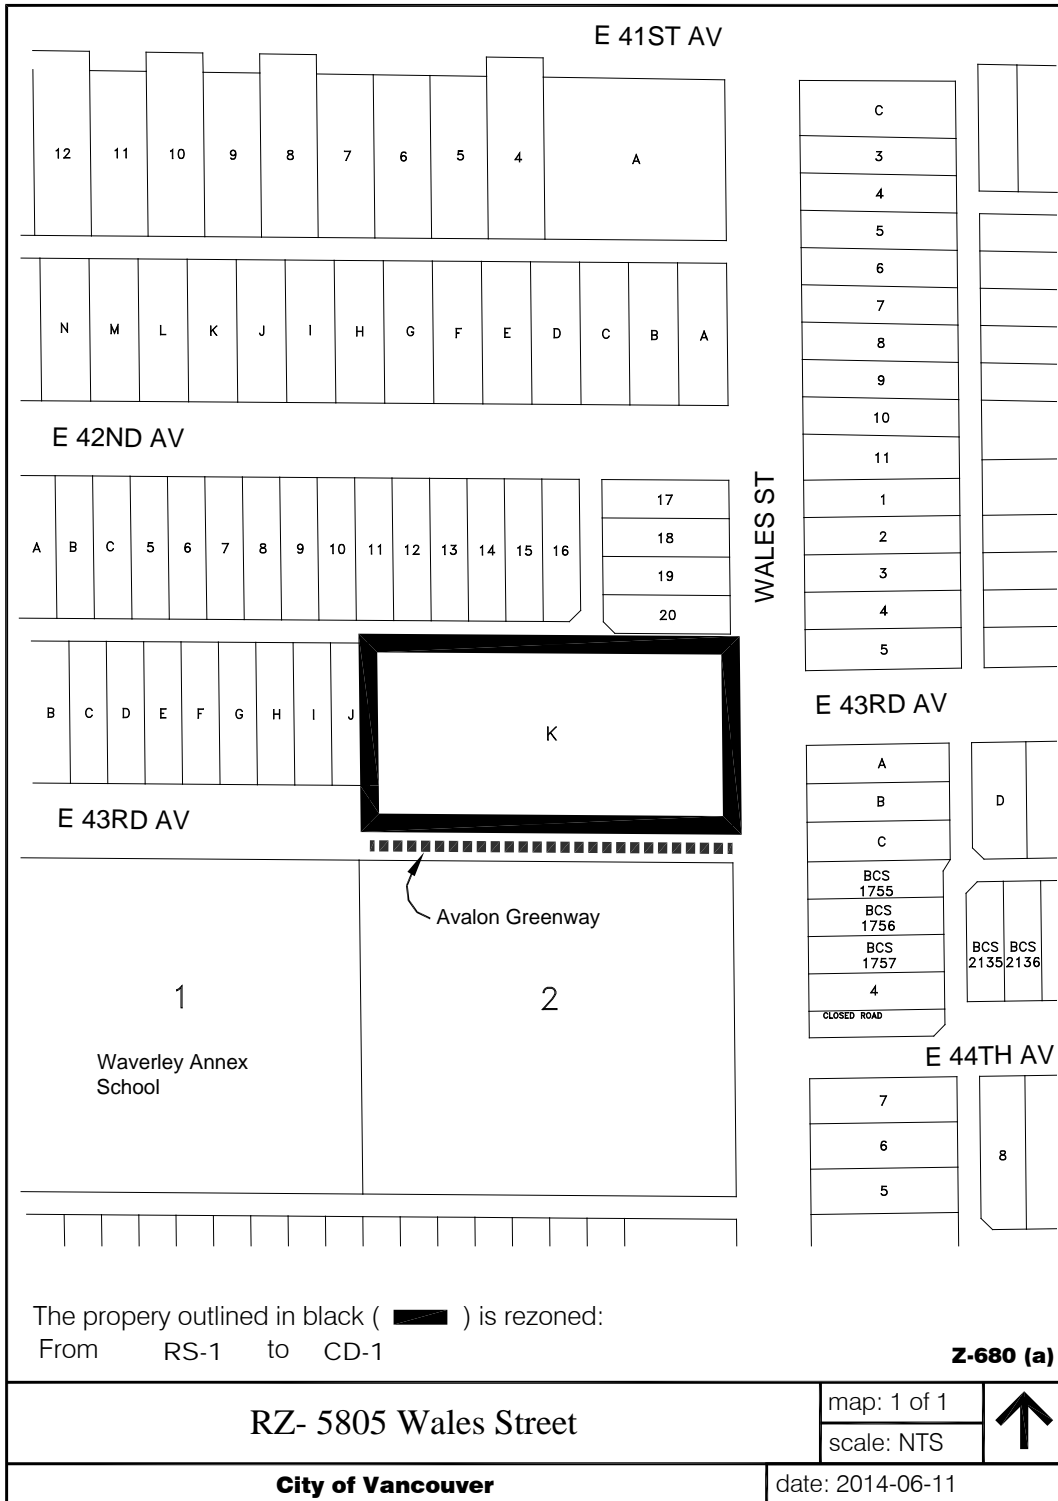 E 41ST AV
12 11 10 9 8 7 6 5 4 A
C
3
4
5
6
7
8
9
10
11
1
2
3
4
5
N M L K J I H G F E D C B A
E 42ND AV
A B C 5 6 7 8 9 10 11 12 13 14 15 16
17
18
19
20
WALES ST
B C D E F G H I J
K
E 43RD AV
E 43RD AV
A
B
C
D
BCS
1755
BCS
1756
BCS
1757
4
CLOSED ROAD
BCS BCS
2135 2136
Avalon Greenway
1
2
Waverley Annex
School
E 44TH AV
7
6
5
8
The propery outlined in black ( ) is rezoned:
From RS-1 to CD-1
Z-680 (a)
RZ- 5805 Wales Street
map: 1 of 1
scale: NTS
City of Vancouver
date: 2014-06-11